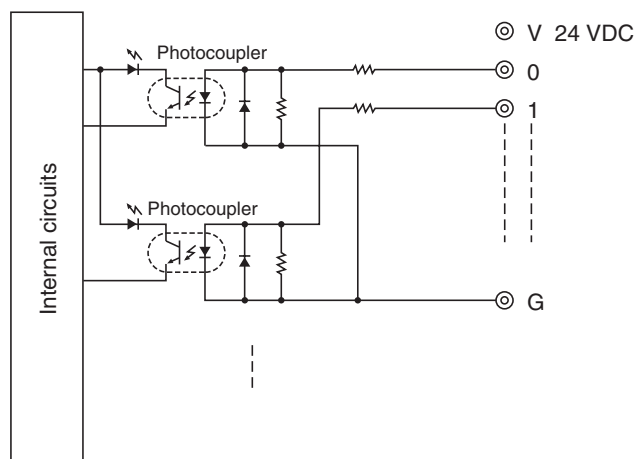 Photocoupler
V 24 VDC
0
1
Internal circuits
Photocoupler
G